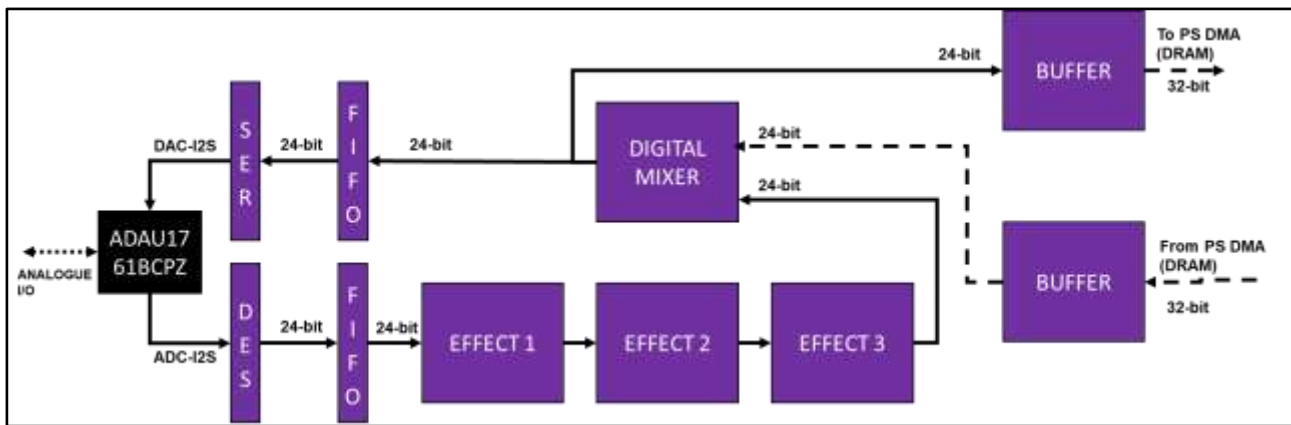 24-bit
BUFFER
To PS DMA
(DRAM)
32-bit
DAC-I2S
S
E
R
24-bit
F
I
F
O
24-bit
DIGITAL
MIXER
24-bit
24-bit
ADAU17
61BCPZ
ANALOGUE
I/O
ADC-I2S
D
E
S
24-bit
F
I
F
O
24-bit
EFFECT 1
EFFECT 2
EFFECT 3
BUFFER
From PS DMA
(DRAM)
32-bit